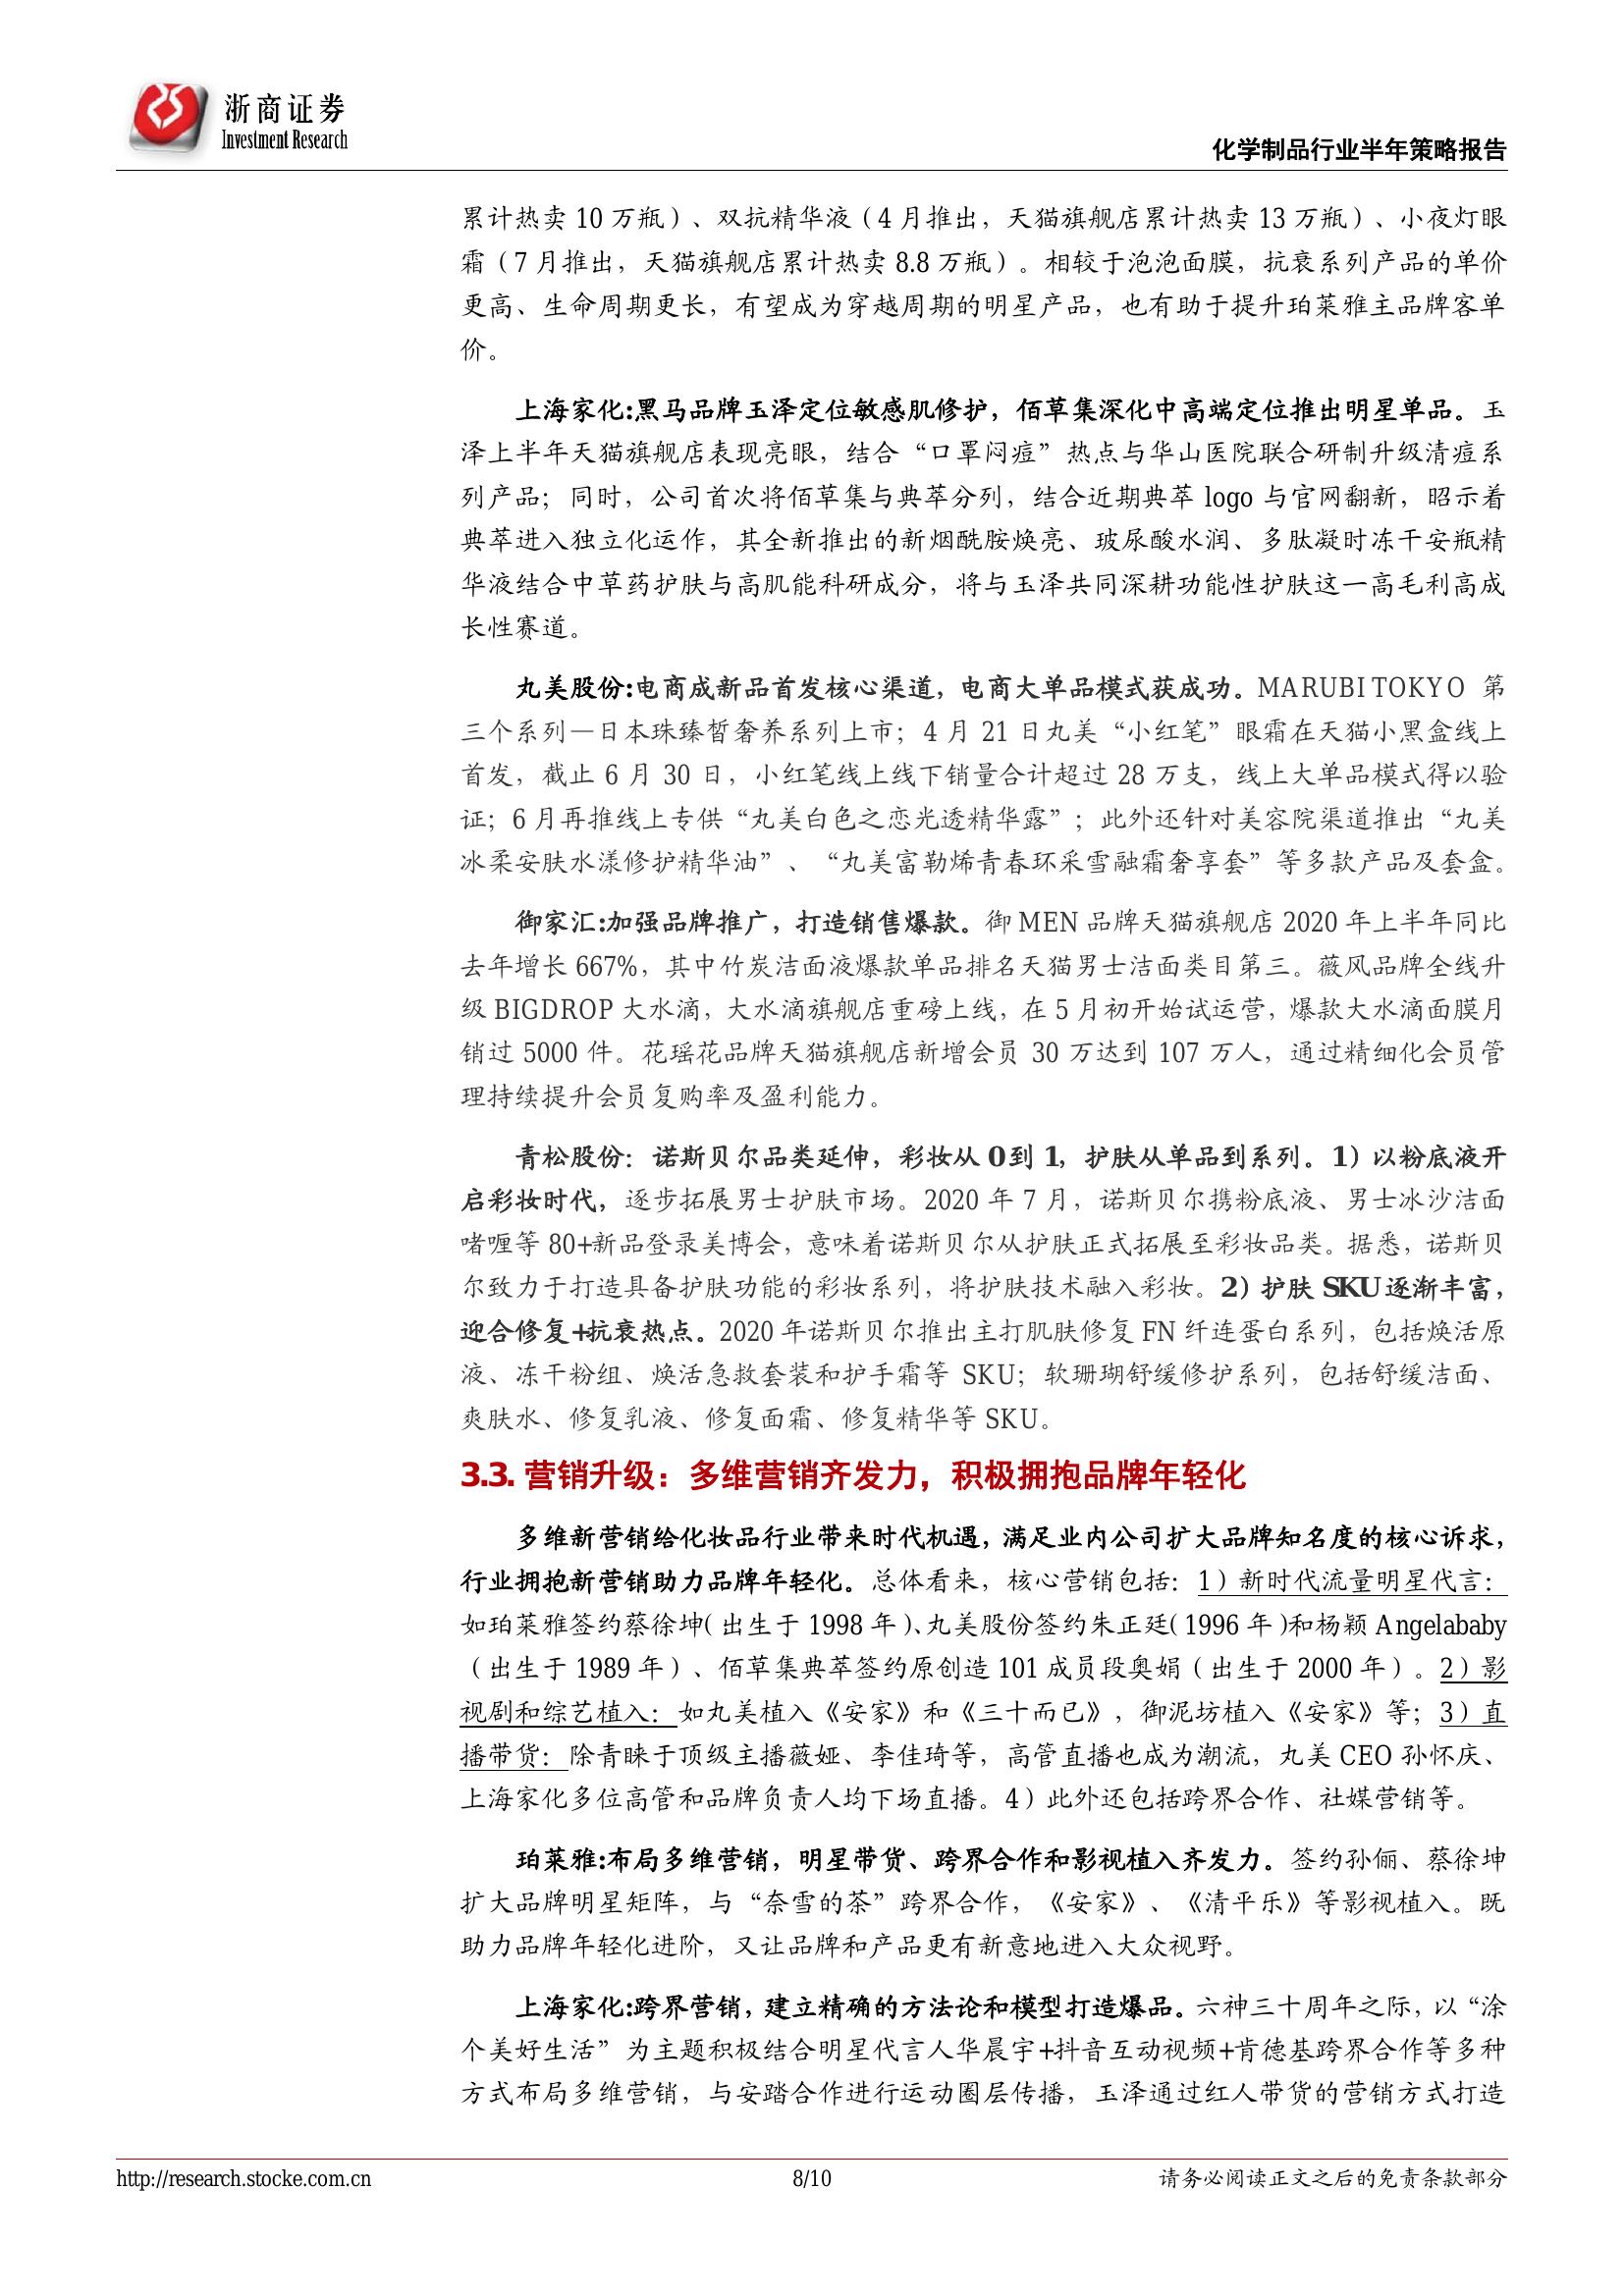 浙商证券
Investment Research
化学制品行业半年策略报告
累计热卖 10 万瓶）、双抗精华液（4 月推出，天猫旗舰店累计热卖 13 万瓶）、小夜灯眼
霜（7 月推出，天猫旗舰店累计热卖 8.8 万瓶）。相较于泡泡面膜，抗衰系列产品的单价
更高、生命周期更长，有望成为穿越周期的明星产品，也有助于提升珀莱雅主品牌客单
价。
上海家化:黑马品牌玉泽定位敏感肌修护，佰草集深化中高端定位推出明星单品。玉
泽上半年天猫旗舰店表现亮眼，结合“口罩闷痘”热点与华山医院联合研制升级清痘系
列产品；同时，公司首次将佰草集与典萃分列，结合近期典萃 logo 与官网翻新，昭示着
典萃进入独立化运作，其全新推出的新烟酰胺焕亮、玻尿酸水润、多肽凝时冻干安瓶精
华液结合中草药护肤与高肌能科研成分，将与玉泽共同深耕功能性护肤这一高毛利高成
长性赛道。
丸美股份:电商成新品首发核心渠道，电商大单品模式获成功。MARUBI TOKYO 第
三个系列—日本珠臻皙奢养系列上市；4 月 21 日丸美“小红笔”眼霜在天猫小黑盒线上
首发，截止 6 月 30 日，小红笔线上线下销量合计超过 28 万支，线上大单品模式得以验
证；6 月再推线上专供“丸美白色之恋光透精华露”；此外还针对美容院渠道推出“丸美
冰柔安肤水漾修护精华油”、“丸美富勒烯青春环采雪融霜奢享套”等多款产品及套盒。
御家汇:加强品牌推广，打造销售爆款。御 MEN 品牌天猫旗舰店 2020 年上半年同比
去年增长 667%，其中竹炭洁面液爆款单品排名天猫男士洁面类目第三。薇风品牌全线升
级 BIGDROP 大水滴，大水滴旗舰店重磅上线，在 5 月初开始试运营，爆款大水滴面膜月
销过 5000 件。花瑶花品牌天猫旗舰店新增会员 30 万达到 107 万人，通过精细化会员管
理持续提升会员复购率及盈利能力。
青松股份：诺斯贝尔品类延伸，彩妆从 0 到 1，护肤从单品到系列。1）以粉底液开
启彩妆时代，逐步拓展男士护肤市场。2020 年 7 月，诺斯贝尔携粉底液、男士冰沙洁面
啫喱等 80+新品登录美博会，意味着诺斯贝尔从护肤正式拓展至彩妆品类。据悉，诺斯贝
尔致力于打造具备护肤功能的彩妆系列，将护肤技术融入彩妆。2）护肤 SKU 逐渐丰富，
迎合修复+抗衰热点。2020 年诺斯贝尔推出主打肌肤修复 FN 纤连蛋白系列，包括焕活原
液、冻干粉组、焕活急救套装和护手霜等 SKU；软珊瑚舒缓修护系列，包括舒缓洁面、
爽肤水、修复乳液、修复面霜、修复精华等 SKU。
3.3. 营销升级：多维营销齐发力，积极拥抱品牌年轻化
多维新营销给化妆品行业带来时代机遇，满足业内公司扩大品牌知名度的核心诉求，
行业拥抱新营销助力品牌年轻化。总体看来，核心营销包括：1）新时代流量明星代言：
如珀莱雅签约蔡徐坤（出生于 1998 年）、丸美股份签约朱正廷（1996 年）和杨颖 Angelababy
（出生于 1989 年）、佰草集典萃签约原创造 101 成员段奥娟（出生于 2000 年）。2）影
视剧和综艺植入：如丸美植入《安家》和《三十而已》，御泥坊植入《安家》等；3）直
播带货：除青睐于顶级主播薇娅、李佳琦等，高管直播也成为潮流，丸美 CEO 孙怀庆、
上海家化多位高管和品牌负责人均下场直播。4）此外还包括跨界合作、社媒营销等。
珀莱雅:布局多维营销，明星带货、跨界合作和影视植入齐发力。签约孙俪、蔡徐坤
扩大品牌明星矩阵，与“奈雪的茶”跨界合作，《安家》、《清平乐》等影视植入。既
助力品牌年轻化进阶，又让品牌和产品更有新意地进入大众视野。
上海家化:跨界营销，建立精确的方法论和模型打造爆品。六神三十周年之际，以“涂
个美好生活”为主题积极结合明星代言人华晨宇+抖音互动视频+肯德基跨界合作等多种
方式布局多维营销，与安踏合作进行运动圈层传播，玉泽通过红人带货的营销方式打造
http://research.stocke.com.cn
8/10
请务必阅读正文之后的免责条款部分